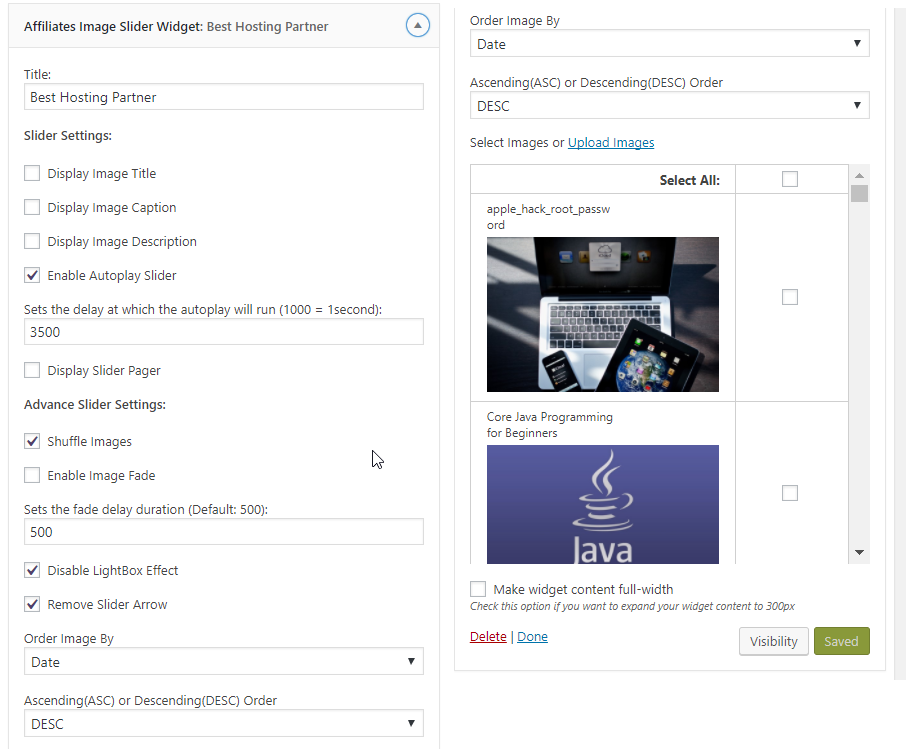 Affiliates Image Slider Widget: Best Hosting Partner
Title:
Best Hosting Partner
Slider Settings:
Display Image Title
Display Image Caption
Display Image Description
Enable Autoplay Slider
Sets the delay at which the autoplay will run (1000 = 1second):
3500
Display Slider Pager
Advance Slider Settings:
Shuffle Images
Enable Image Fade
Sets the fade delay duration (Default: 500):
500
Disable LightBox Effect
Remove Slider Arrow
Order Image By
Date
Ascending(ASC) or Descending(DESC) Order
DESC
Order Image By
Date
Ascending(ASC) or Descending(DESC) Order
DESC
Select Images or Upload Images
Select All:
apple_hack_root_passw
ord
Core Java Programming
for Beginners
Java
Make widget content full-width
Check this option if you want to expand your widget content to 300px
Delete | Done
Visibility
Saved